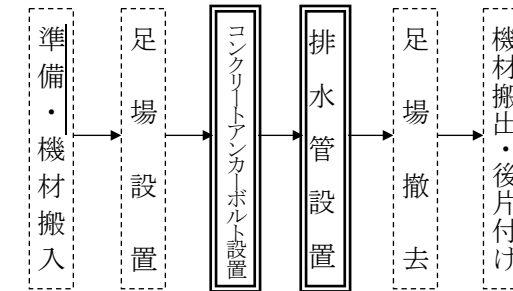 準備・機材搬入
足場設置
コンクリートアンカーボルト設置
排水管設置
足場撤去
機材搬出・後片付け